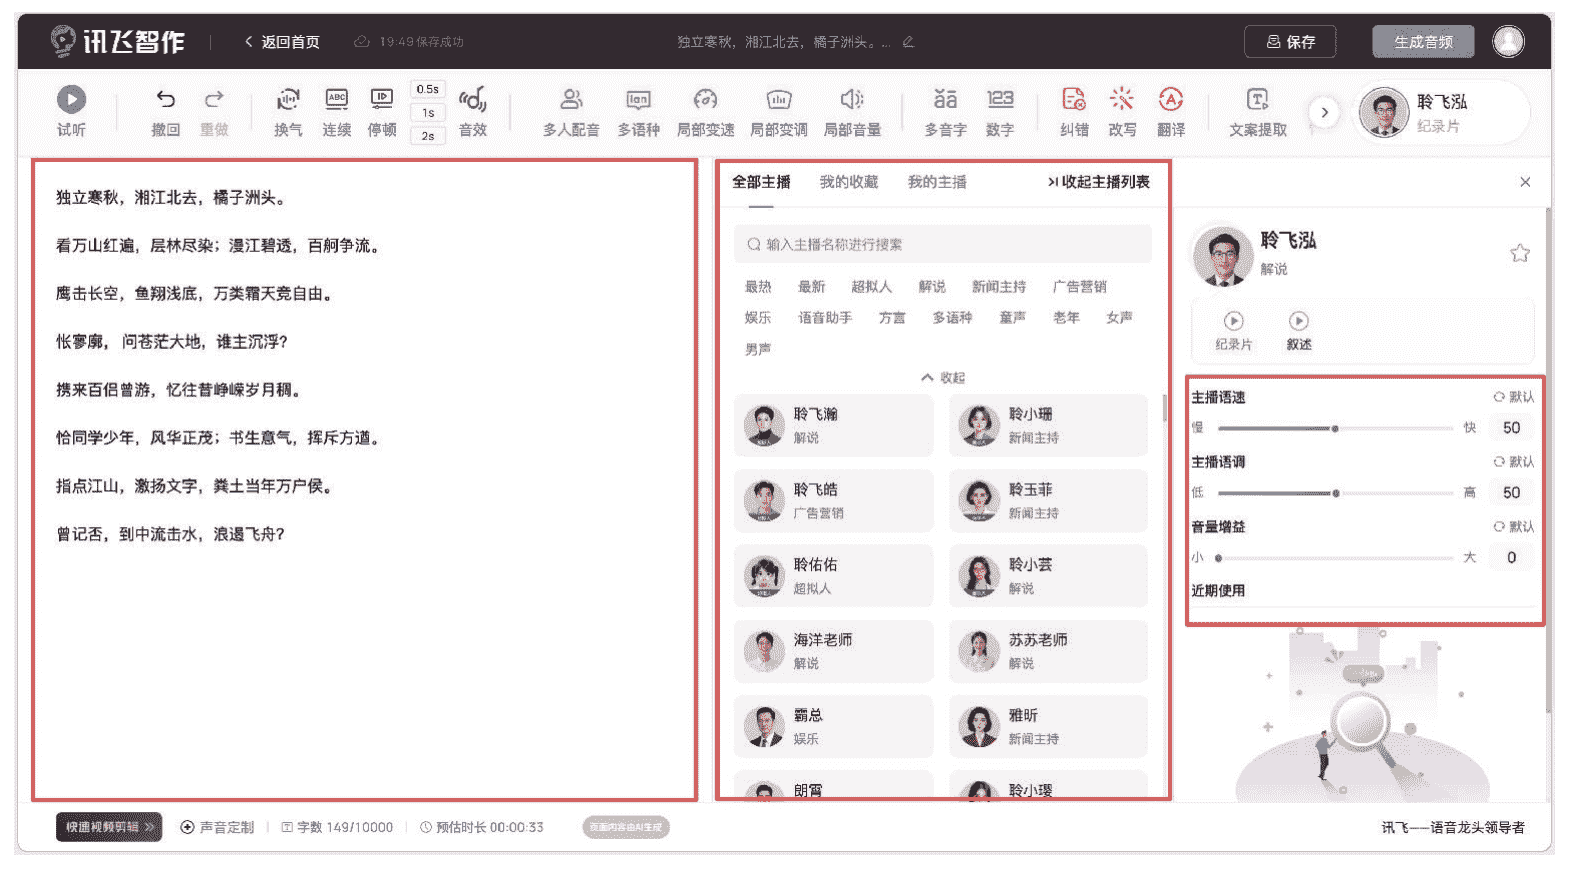 讯飞智作
返回首页
19:49 保存成功
独立寒秋，湘江北去，橘子洲头。...
保存
生成音频
试听
撤回
重做
换气
ABC
连续
停顿
0.5s
1s
2s
音效
多人配音
多语种
局部变速
局部变调
局部音量
多音字
123
数字
纠错
改写
翻译
文案提取
聆飞泓
纪录片
独立寒秋，湘江北去，橘子洲头。
看万山红遍，层林尽染；漫江碧透，百舸争流。
鹰击长空，鱼翔浅底，万类霜天竞自由。
怅寥廓， 问苍茫大地，谁主沉浮？
携来百侣曾游，忆往昔峥嵘岁月稠。
恰同学少年，风华正茂；书生意气，挥斥方遒。
指点江山，激扬文字，粪土当年万户侯。
曾记否，到中流击水，浪遏飞舟？
全部主播
我的收藏
我的主播
收起主播列表
输入主播名称进行搜索
最热 最新 超拟人 解说 新闻主持 广告营销
娱乐 语音助手 方言 多语种 童声 老年 女声
男声
收起
聆飞瀚
解说
聆小珊
新闻主持
聆飞皓
广告营销
聆玉菲
新闻主持
聆佑佑
超拟人
聆小芸
解说
海洋老师
解说
苏苏老师
解说
霸总
娱乐
雅昕
新闻主持
朗霄
聆小璎
聆飞泓
解说
纪录片
叙述
主播语速
默认
慢
快
50
主播语调
默认
低
高
50
音量增益
默认
小
大
0
近期使用
快速视频剪辑
声音定制
字数 149/10000
预估时长 00:00:33
页面内容由AI生成
讯飞——语音龙头领导者